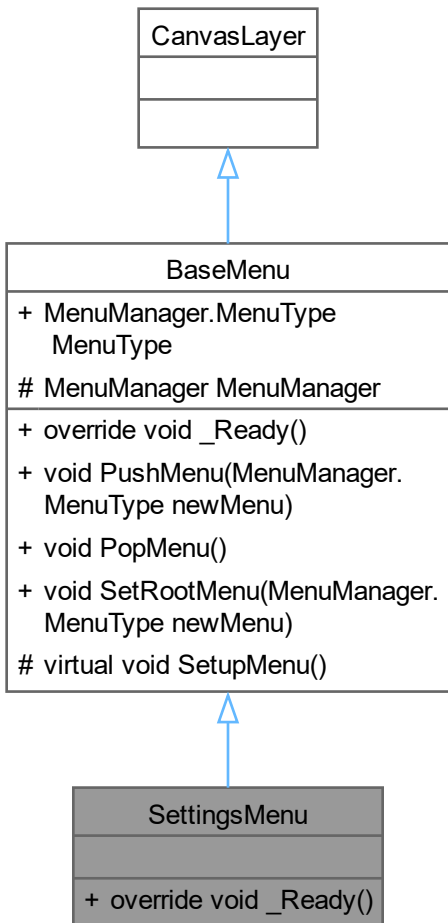 CanvasLayer
BaseMenu
+ MenuManager.MenuType
MenuType
# MenuManager MenuManager
+ override void _Ready()
+ void PushMenu(MenuManager.
MenuType newMenu)
+ void PopMenu()
+ void SetRootMenu(MenuManager.
MenuType newMenu)
# virtual void SetupMenu()
SettingsMenu
+ override void _Ready()